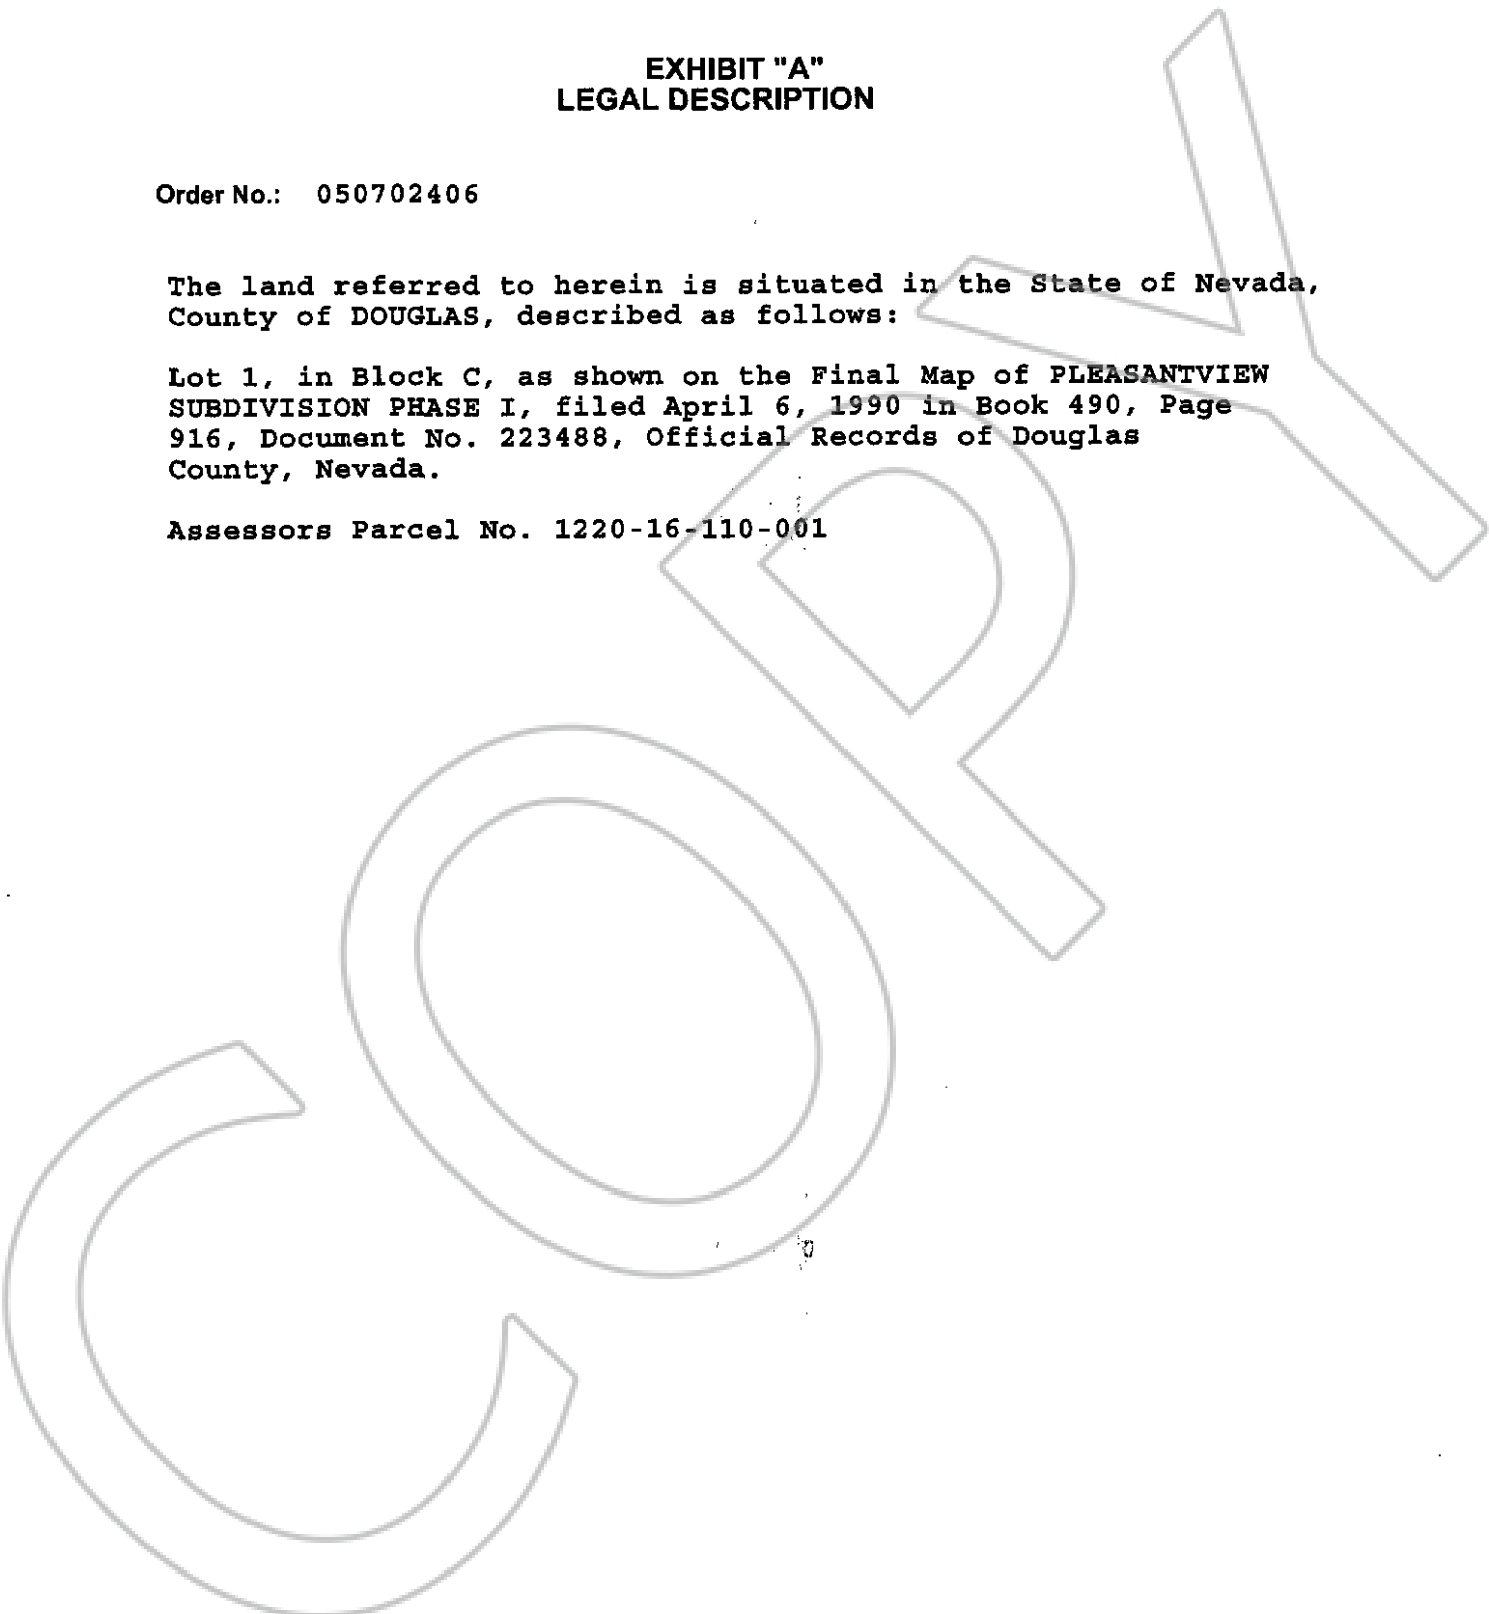 EXHIBIT "A"
LEGAL DESCRIPTION
Order No.: 050702406
The land referred to herein is situated in the State of Nevada,
County of DOUGLAS, described as follows:
Lot 1, in Block C, as shown on the Final Map of PLEASANTVIEW
SUBDIVISION PHASE I, filed April 6, 1990 in Book 490, Page
916, Document No. 223488, Official Records of Douglas
County, Nevada.
Assessors Parcel No. 1220-16-110-001
COPY